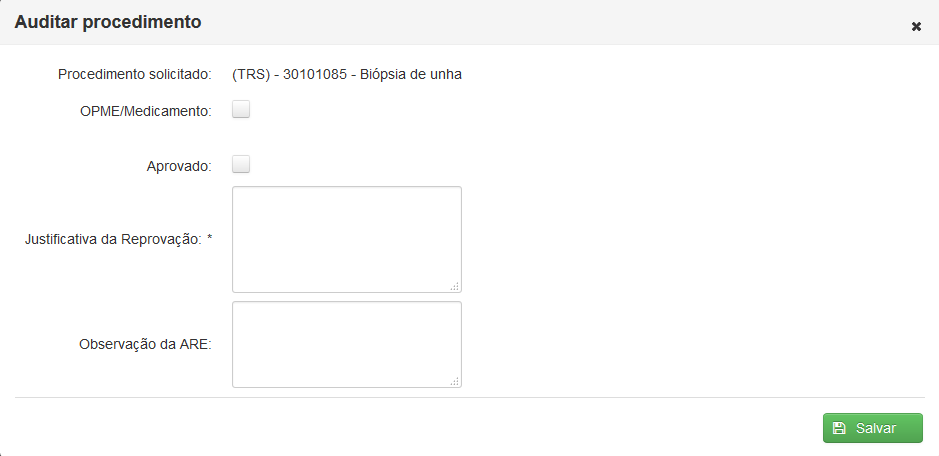 Auditar procedimento
Procedimento solicitado: (TRS) - 30101085 - Biópsia de unha
OPME/Medicamento:
Aprovado:
Justificativa da Reprovação: *
Observação da ARE:
Salvar